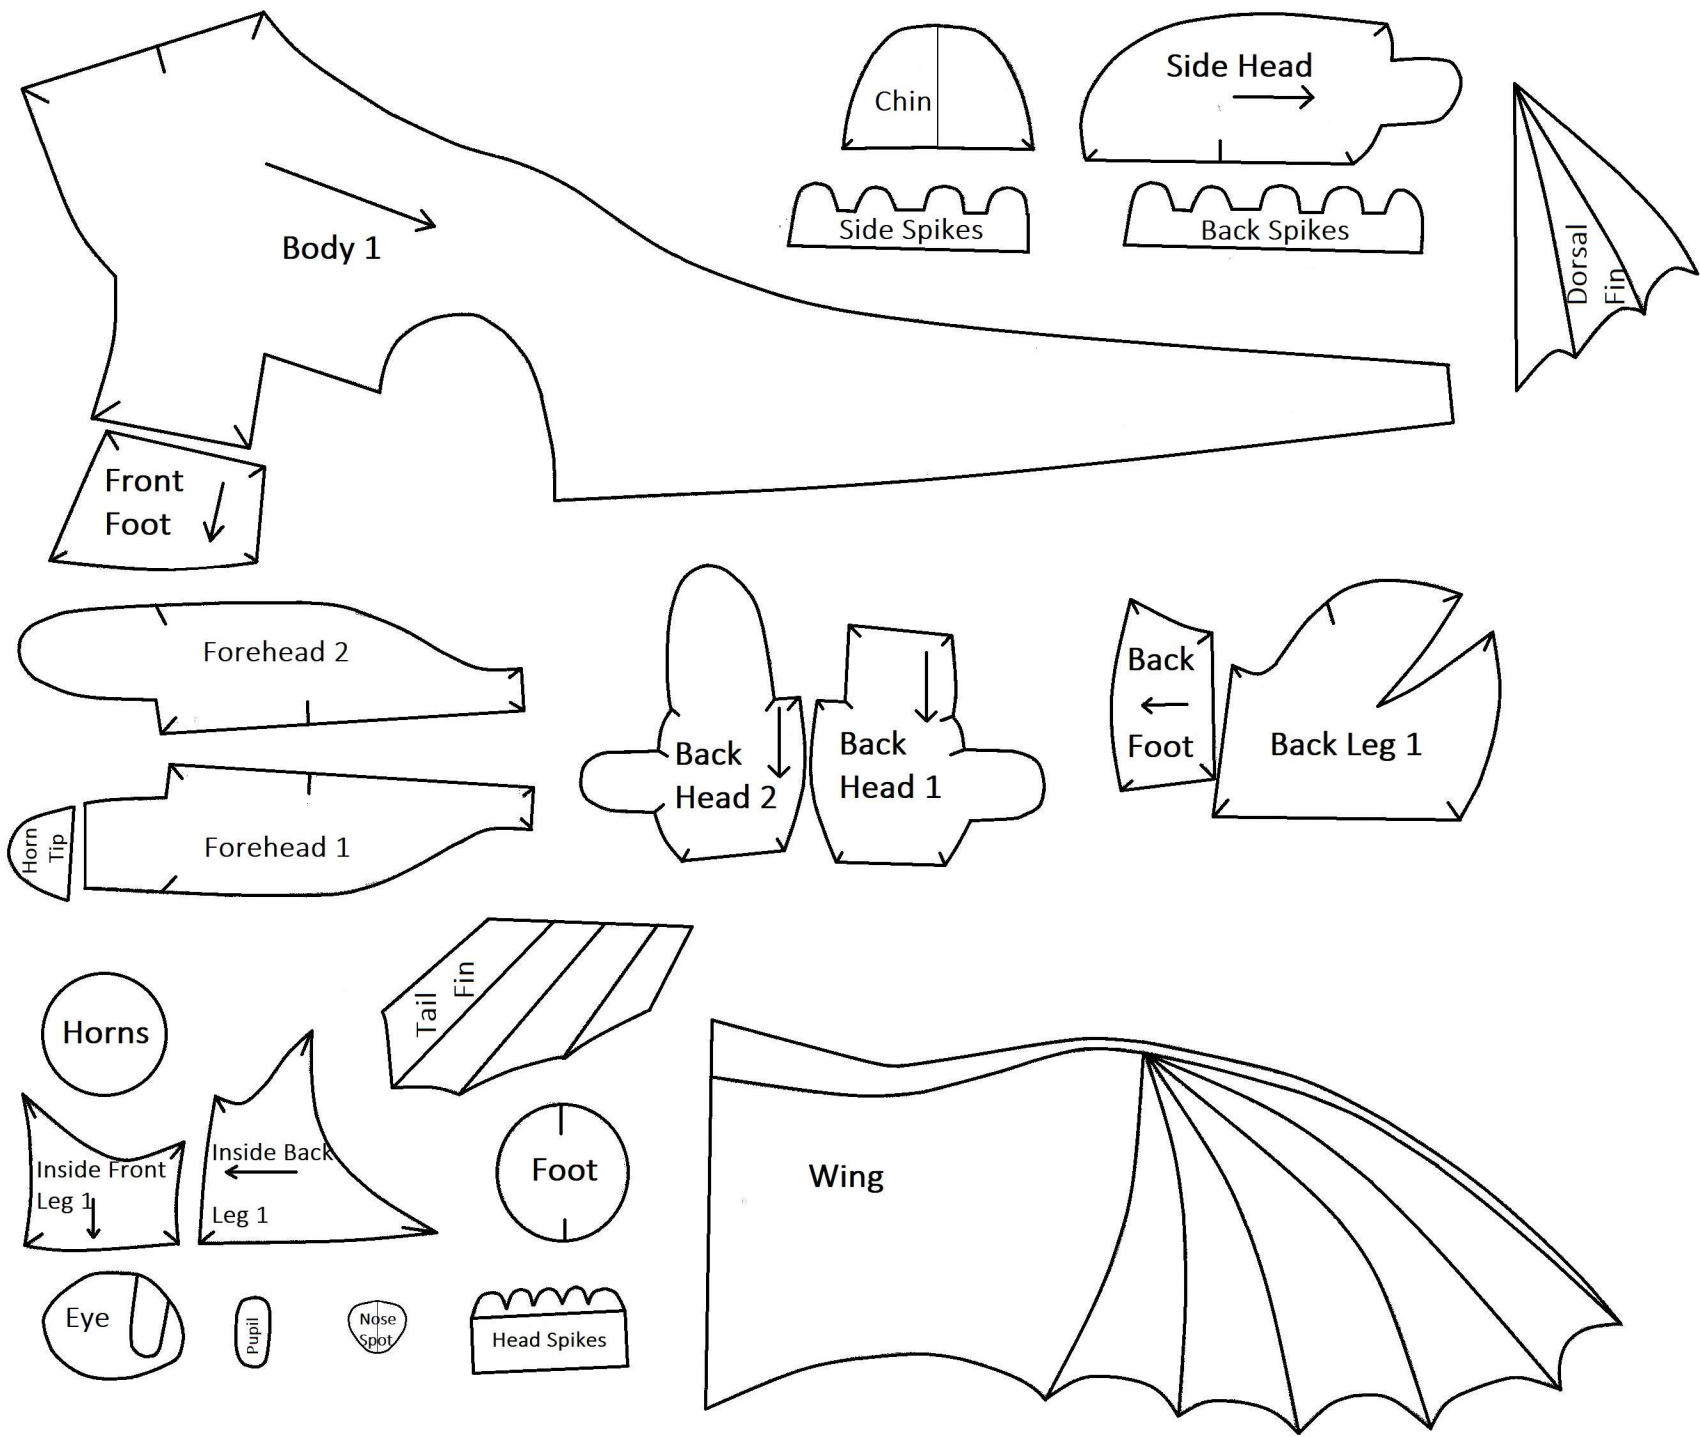 Chin
Side Head
Side Spikes
Back Spikes
Dorsal
Fin
Body 1
Front
Foot
Forehead 2
Back
Head 2
Back
Head 1
Back
Foot
Back Leg 1
Horn
Tip
Forehead 1
Tail
Fin
Horns
Inside Front
Leg 1
Inside Back
Leg 1
Foot
Wing
Eye
Pupil
Nose
Spot
Head Spikes